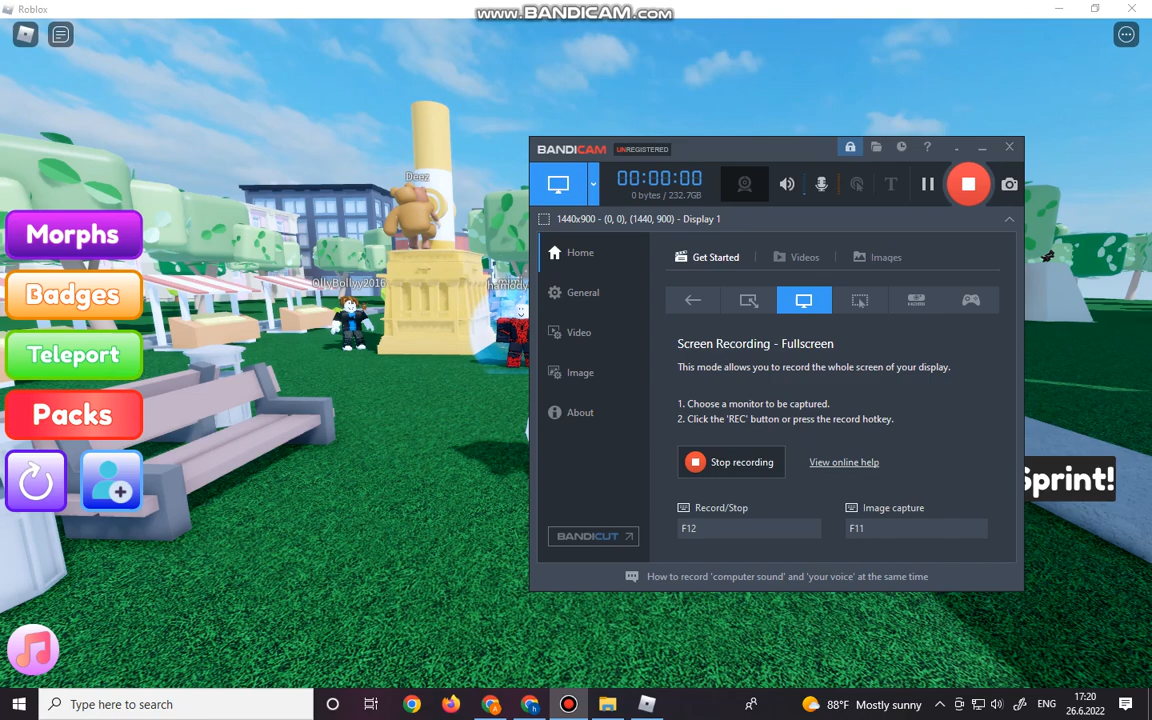 Roblox
www.BANDICAM.com
Deez
OllyBollyy2016
Morphs
Badges
Teleport
Packs
BANDICAM UNREGISTERED
00:00:00
0 bytes / 232.7GB
1440x900 - (0, 0), (1440, 900) - Display 1
Home
General
Video
Image
About
BANDICUT
Get Started
Videos
Images
Screen Recording - Fullscreen
This mode allows you to record the whole screen of your display.
1. Choose a monitor to be captured.
2. Click the 'REC' button or press the record hotkey.
Stop recording
View online help
Record/Stop
Image capture
F12
F11
How to record 'computer sound' and 'your voice' at the same time
Sprint!
Type here to search
88°F Mostly sunny
ENG
17:20
26.6.2022